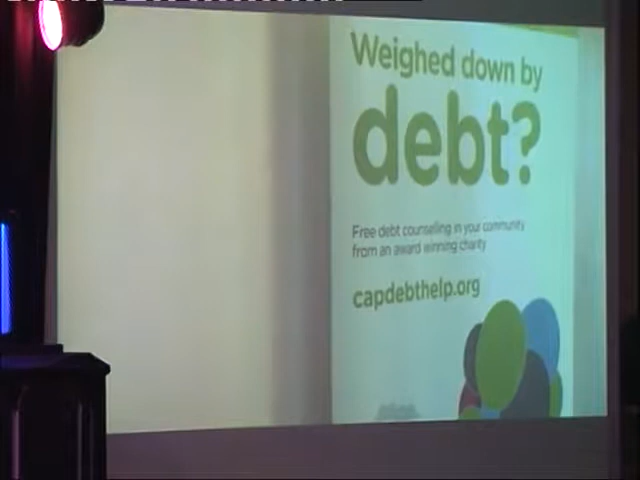 Weighed down by
debt?
Free debt counselling in your community
from an award winning charity
capdebthelp.org